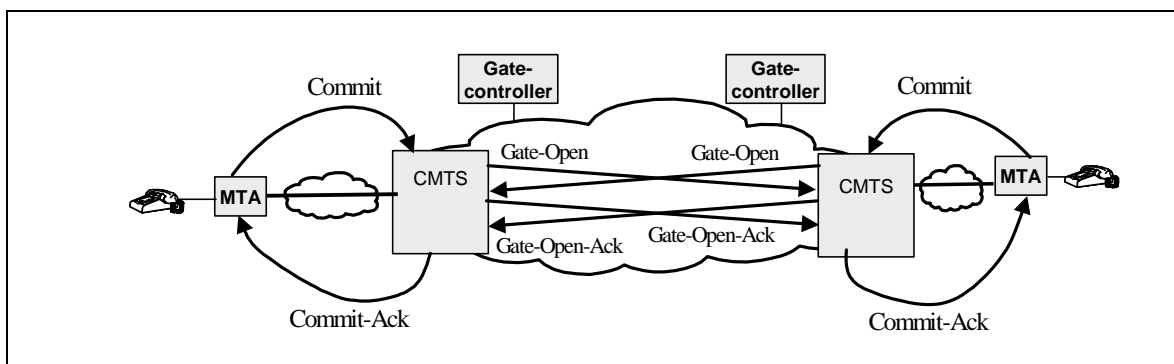 Gate-
controller
Gate-
controller
Commit
Commit
Gate-Open
Gate-Open
CMTS
CMTS
MTA
MTA
Gate-Open-Ack
Gate-Open-Ack
Commit-Ack
Commit-Ack